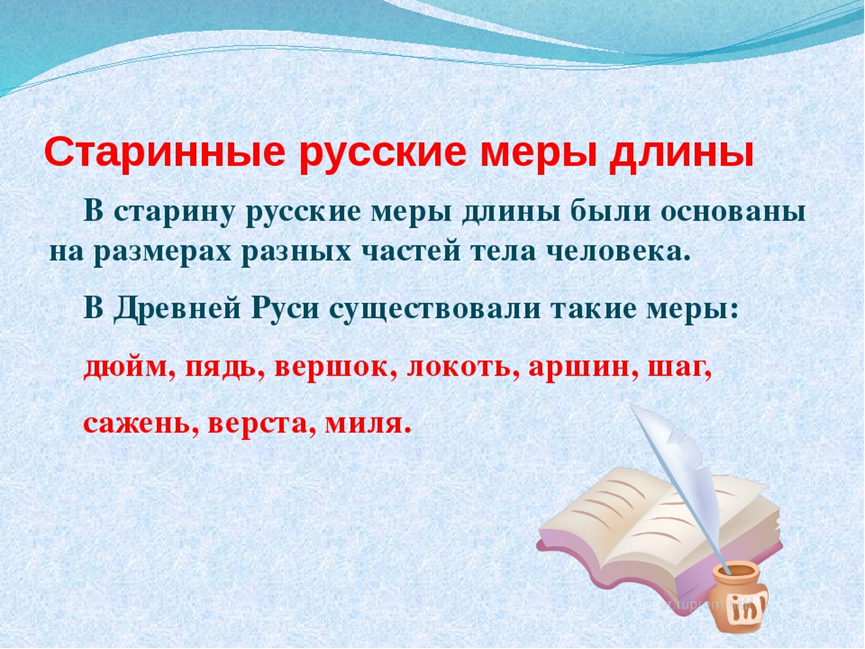 Старинные русские меры длины
В старину русские меры длины были основаны
на размерах разных частей тела человека.
В Древней Руси существовали такие меры:
дюйм, пядь, вершок, локоть, аршин, шаг,
сажень, верста, миля.
in